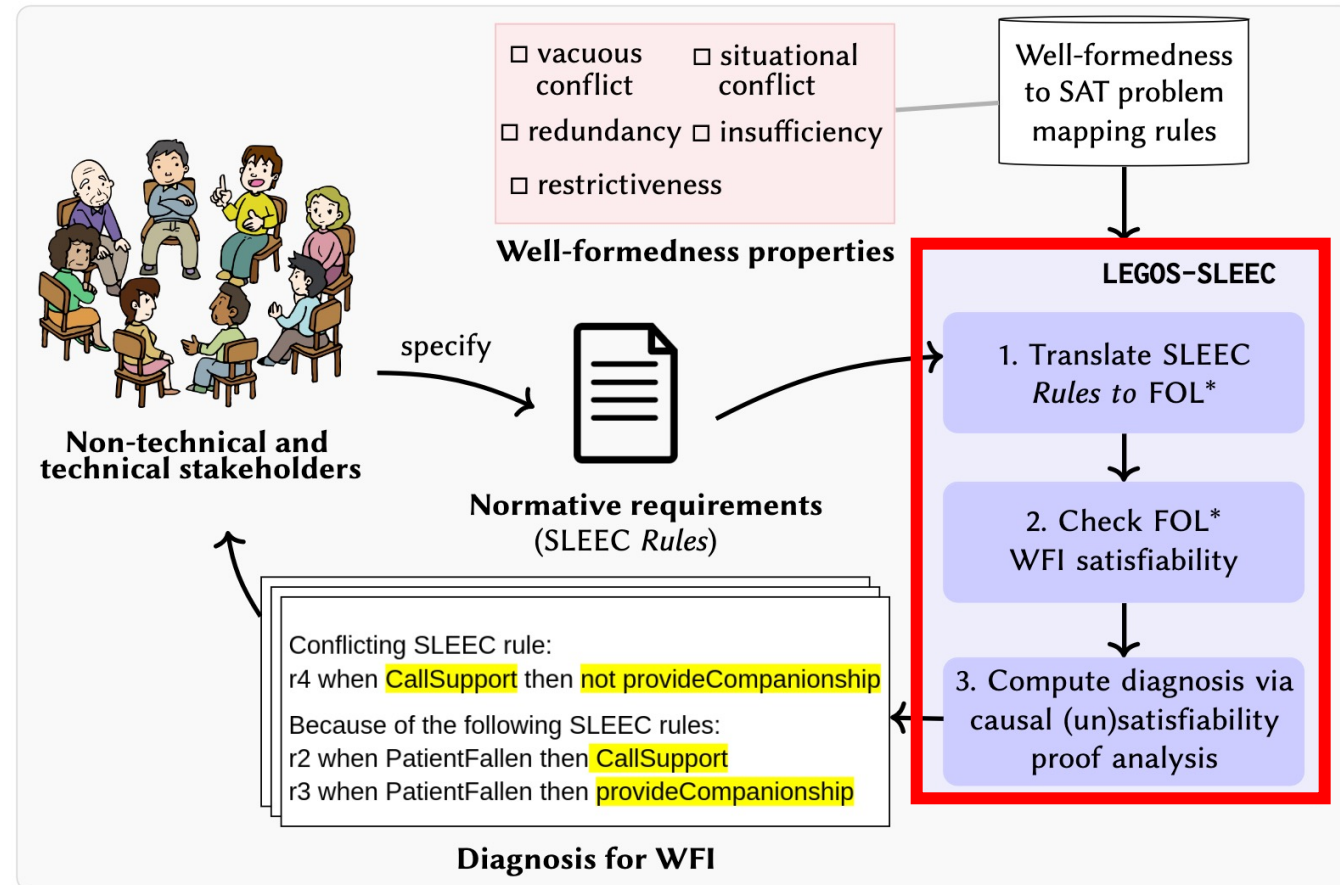 □ vacuous
conflict
□ situational
conflict
□ redundancy
□ insufficiency
□ restrictiveness
Well-formedness properties
Well-formedness
to SAT problem
mapping rules
LEGOS-SLEEC
1. Translate SLEEC
Rules to FOL*
2. Check FOL*
WFI satisfiability
3. Compute diagnosis via
causal (un)satisfiability
proof analysis
specify
Non-technical and
technical stakeholders
Normative requirements
(SLEEC Rules)
Conflicting SLEEC rule:
r4 when CallSupport then not provideCompanionship
Because of the following SLEEC rules:
r2 when PatientFallen then CallSupport
r3 when PatientFallen then provideCompanionship
Diagnosis for WFI